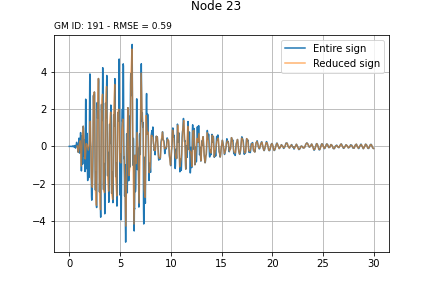 Node 23
GM ID: 191 - RMSE = 0.59
Entire sign
Reduced sign
4
2
0
−2
−4
0 5 10 15 20 25 30